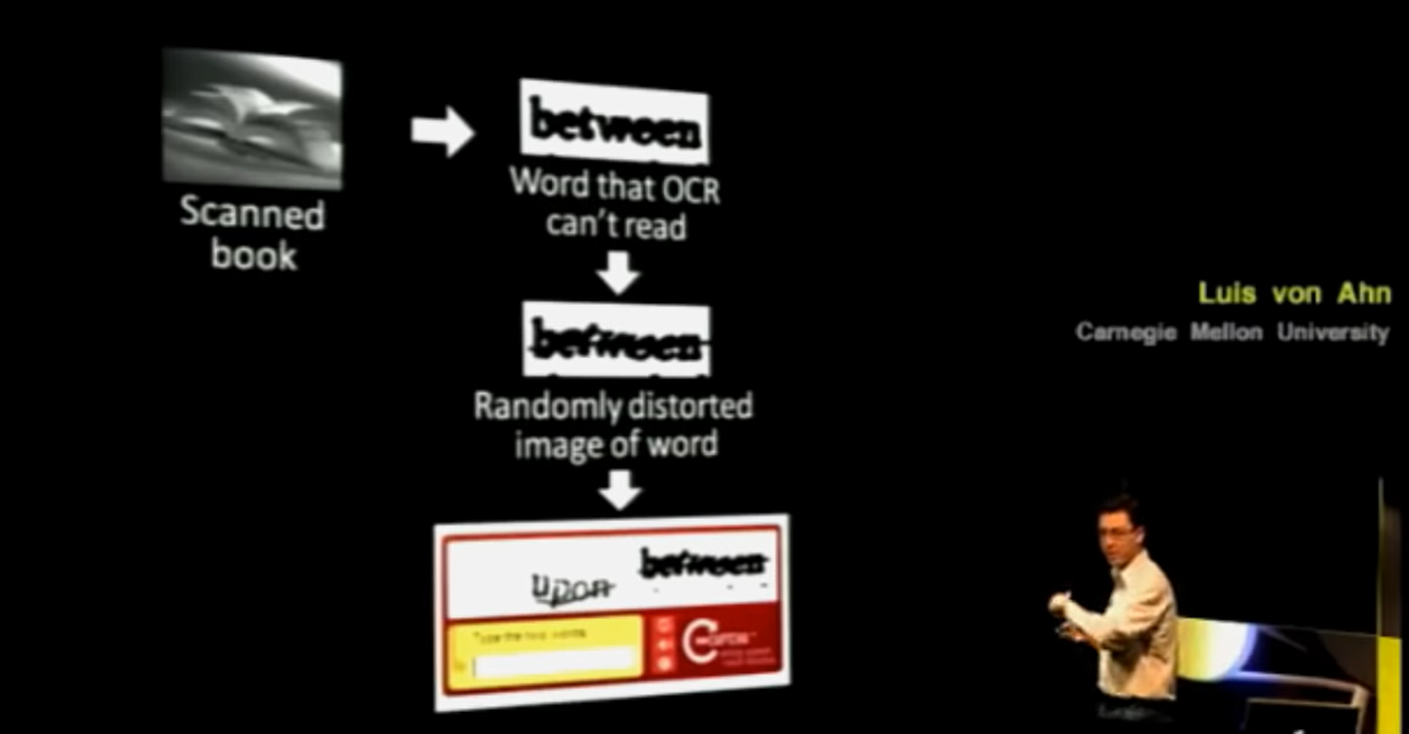 between
Scanned
book
Word that OCR
can't read
between
Randomly distorted
image of word
upon between
Type the two words
Luis von Ahn
Carnegie Mellon University